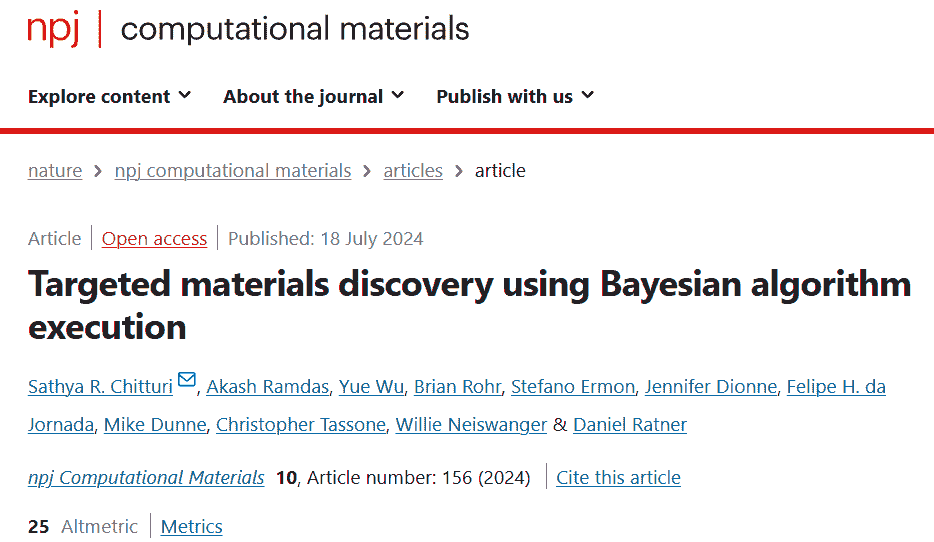 npj | computational materials
Explore content About the journal Publish with us
nature > npj computational materials > articles > article
Article | Open access | Published: 18 July 2024
Targeted materials discovery using Bayesian algorithm
execution
Sathya R. Chitturi, Akash Ramdas, Yue Wu, Brian Rohr, Stefano Ermon, Jennifer Dionne, Felipe H. da
Jornada, Mike Dunne, Christopher Tassone, Willie Neiswanger & Daniel Ratner
npj Computational Materials 10, Article number: 156 (2024) | Cite this article
25 Altmetric | Metrics